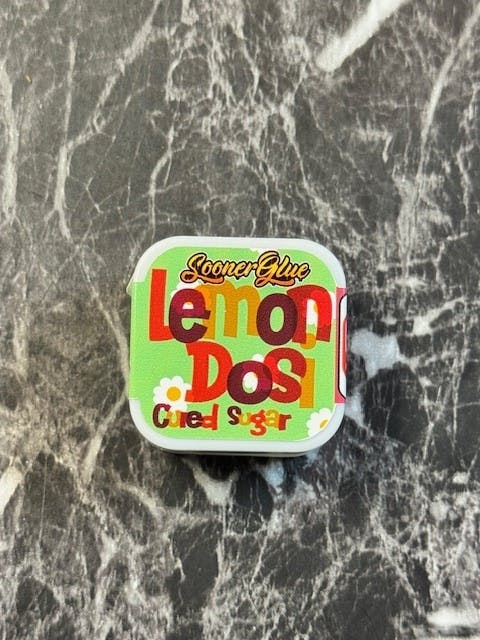 SoonerGlue
Lemon
Dosi
Cured Sugar